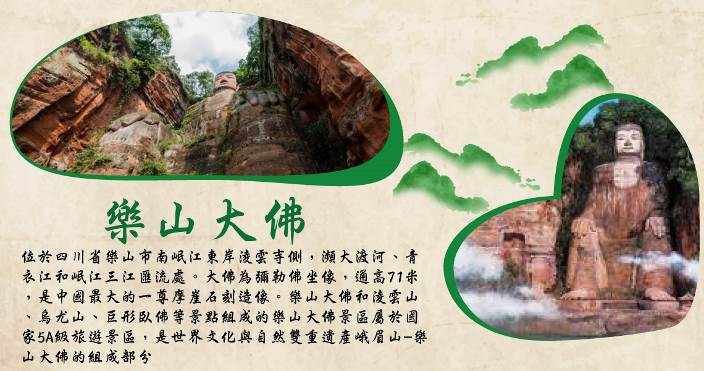 樂山大佛
位於四川省樂山市南岷江東岸淩雲寺側，瀕大渡河、青
衣江和岷江三江匯流處。大佛為彌勒佛坐像，通高71米
，是中國最大的一尊摩崖石刻造像。樂山大佛和淩雲山
、烏尤山、巨形臥佛等景點組成的樂山大佛景區屬於國
家5A級旅遊景區，是世界文化與自然雙重遺產峨眉山-樂
山大佛的組成部分